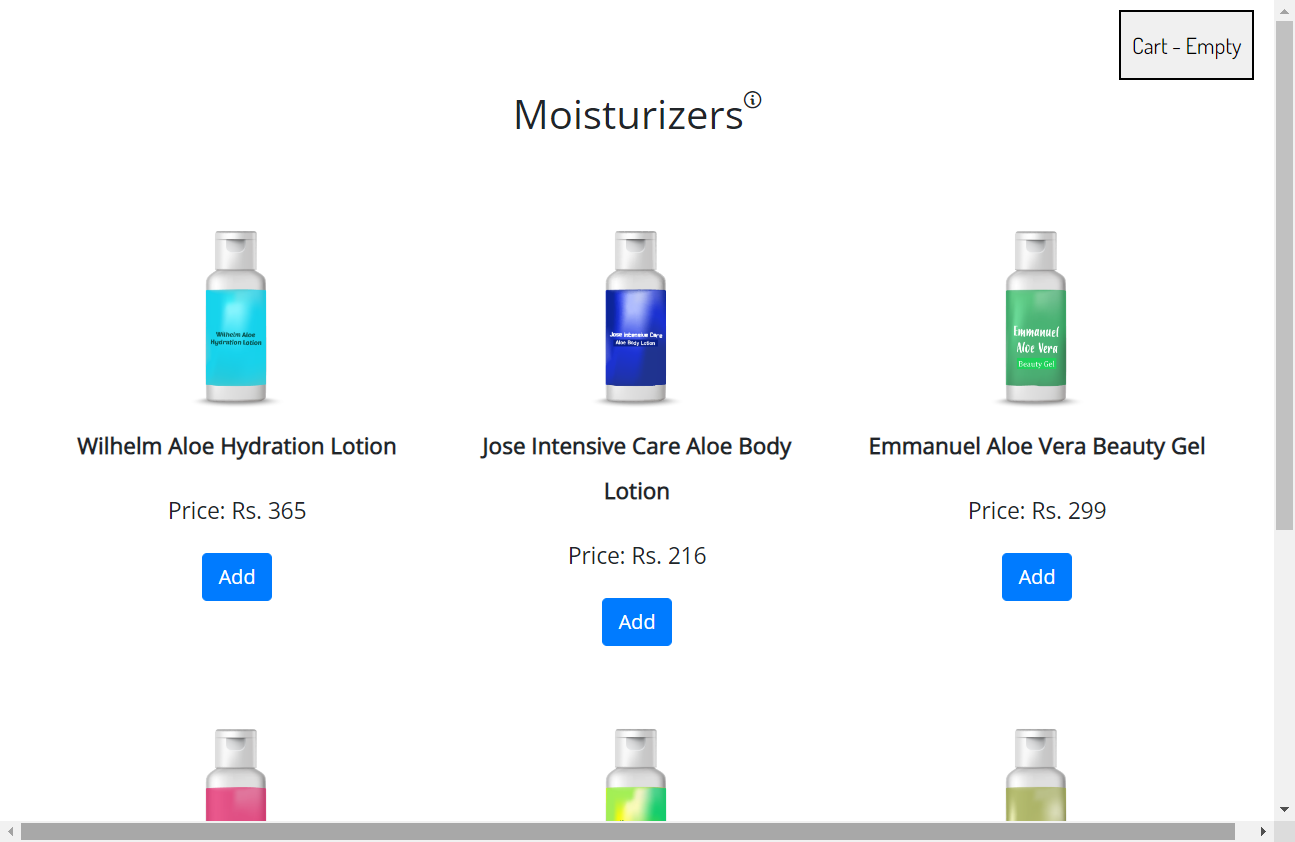 Cart - Empty
Moisturizers
Wilhelm Aloe
Hydration Lotion
Jose Intensive Care
Aloe Body Lotion
Emmanuel
Aloe Vera
Beauty Gel
Wilhelm Aloe Hydration Lotion
Price: Rs. 365
Add
Jose Intensive Care Aloe Body
Lotion
Price: Rs. 216
Add
Emmanuel Aloe Vera Beauty Gel
Price: Rs. 299
Add